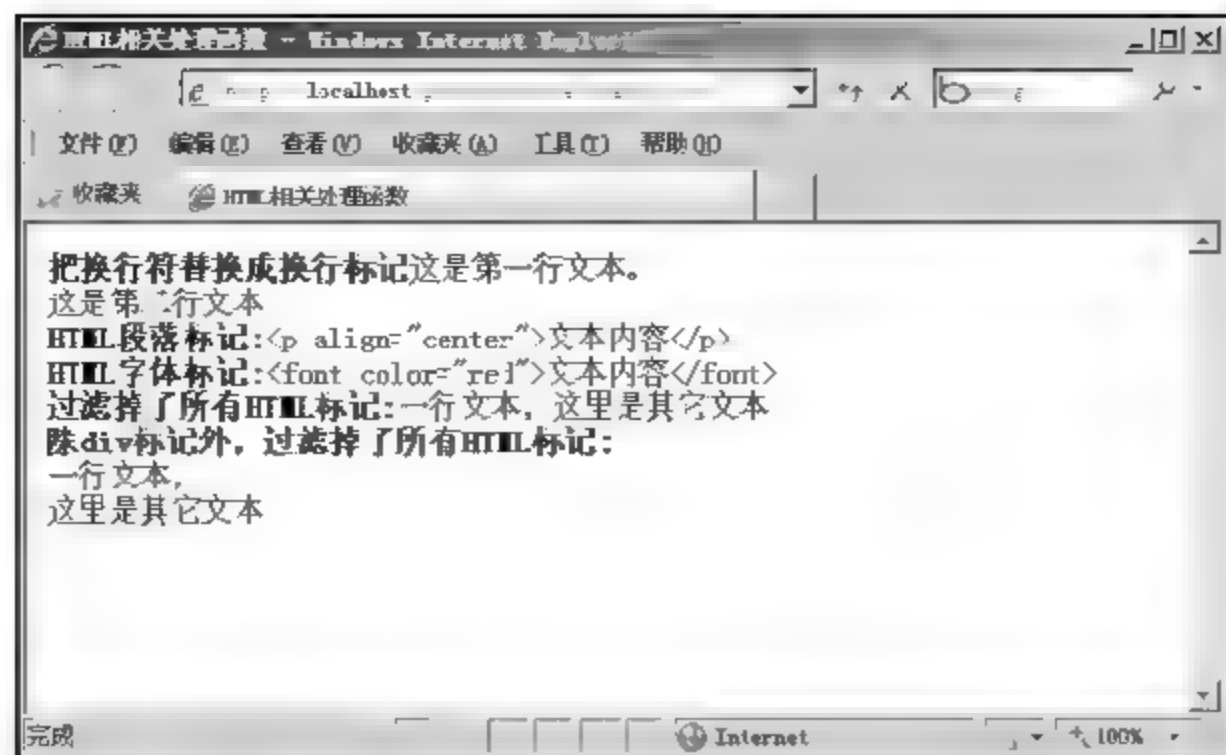 HTML相关处理函数 - Windows Internet Explorer
localhost
文件(F) 编辑(E) 查看(V) 收藏夹(A) 工具(T) 帮助(H)
收藏夹 HTML相关处理函数
把换行符替换成换行标记这是第一行文本。
这是第二行文本
HTML段落标记:<p align="center">文本内容</p>
HTML字体标记:<font color="red">文本内容</font>
过滤掉了所有HTML标记:一行文本，这里是其它文本
除div标记外，过滤掉了所有HTML标记:
一行文本，
这里是其它文本
完成 Internet 100%